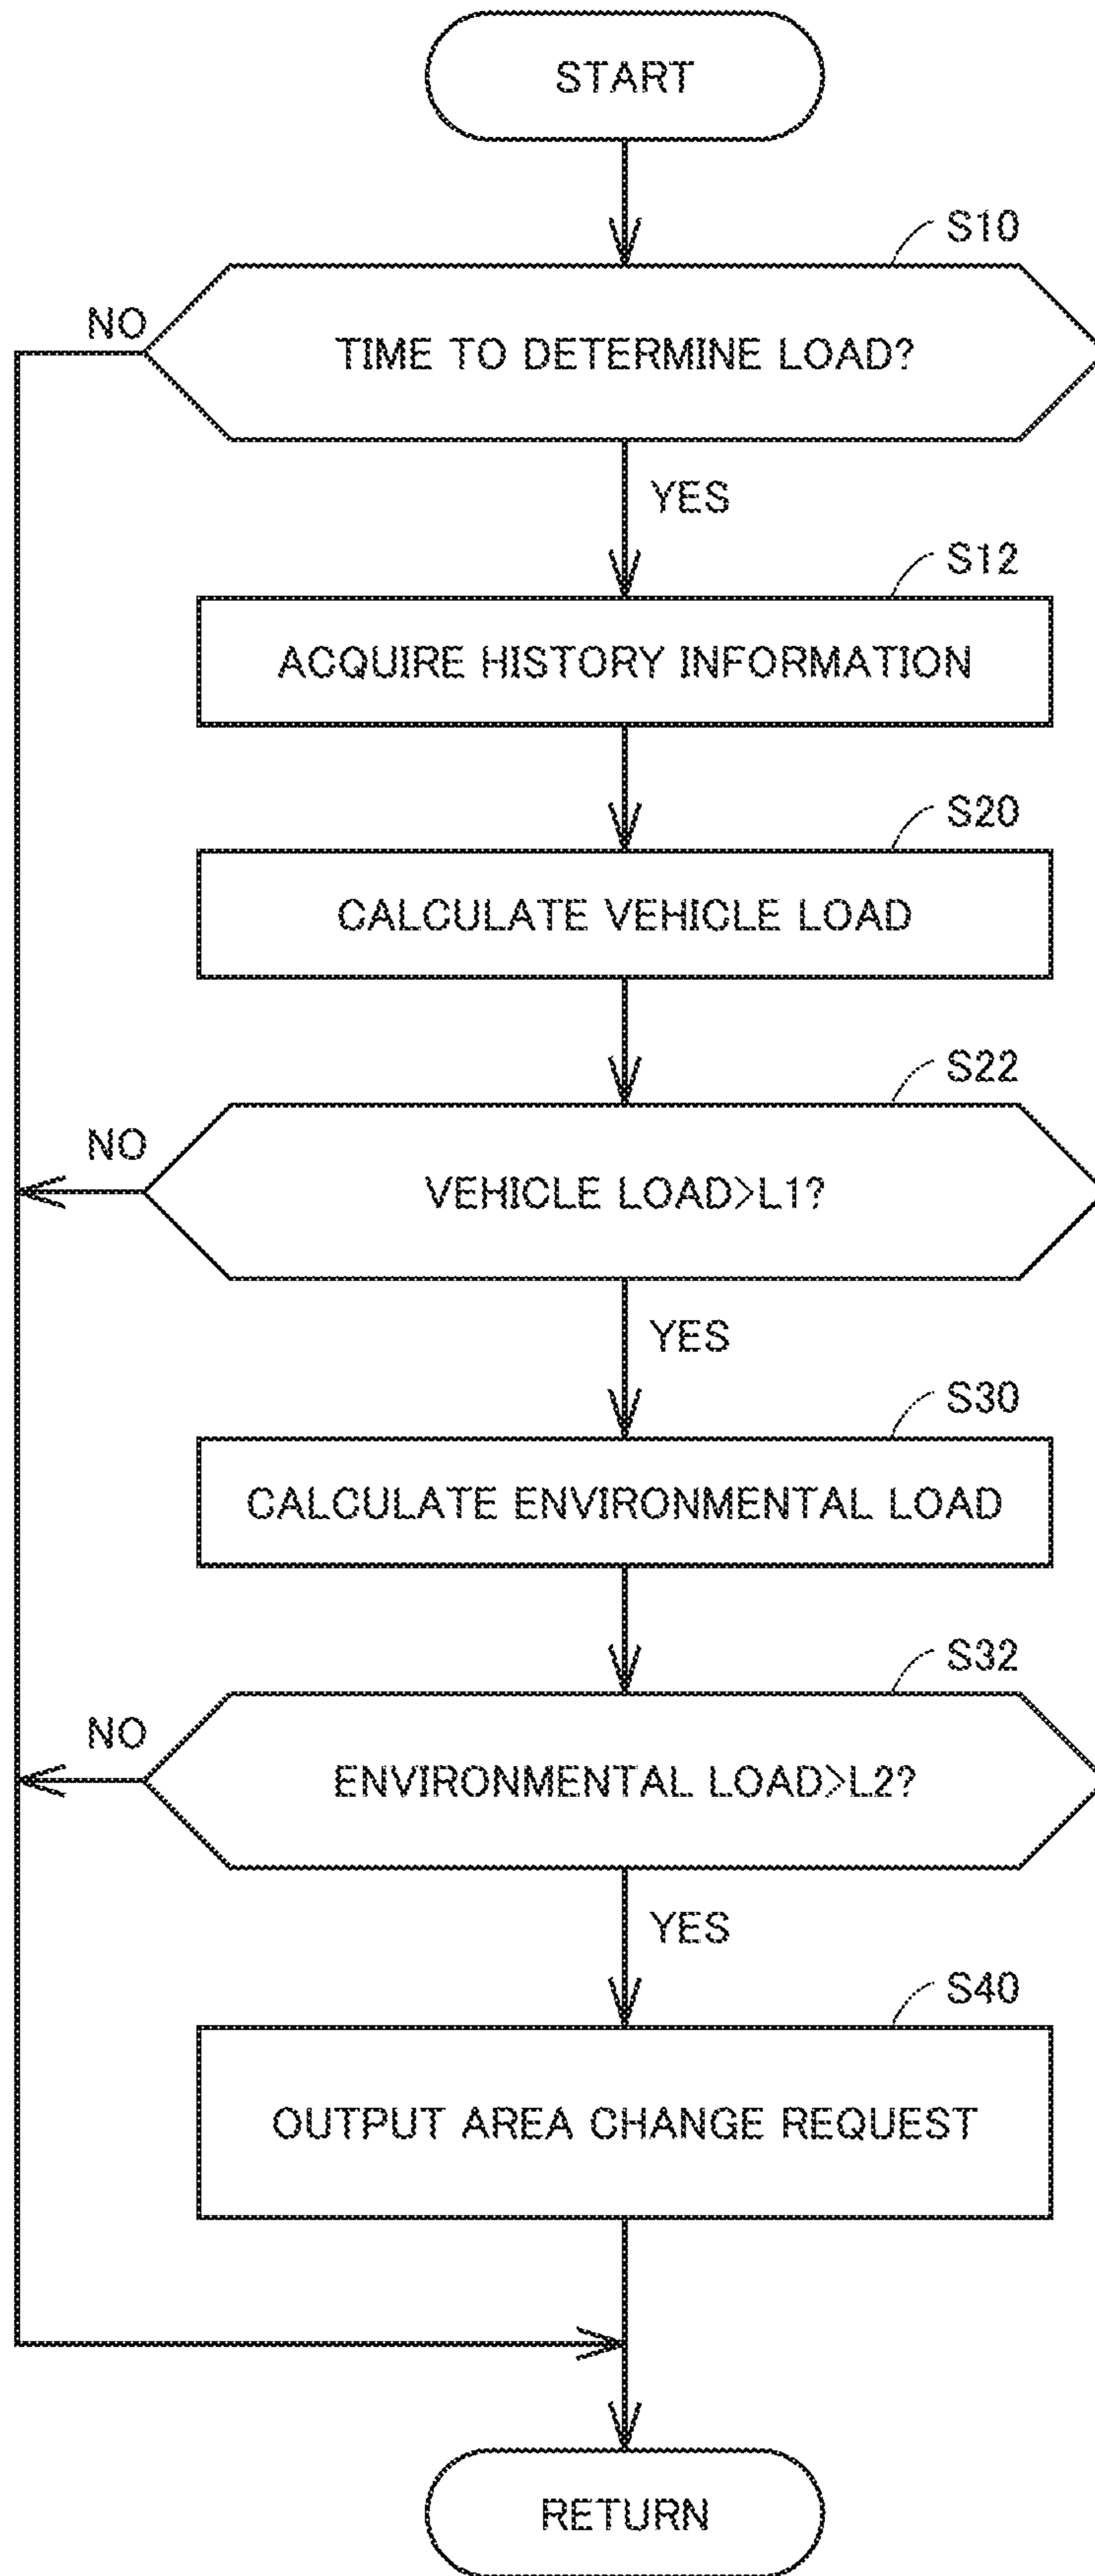 START
S10
NO
TIME TO DETERMINE LOAD?
YES
S12
ACQUIRE HISTORY INFORMATION
S20
CALCULATE VEHICLE LOAD
S22
NO
VEHICLE LOAD>L1?
YES
S30
CALCULATE ENVIRONMENTAL LOAD
S32
NO
ENVIRONMENTAL LOAD>L2?
YES
S40
OUTPUT AREA CHANGE REQUEST
RETURN